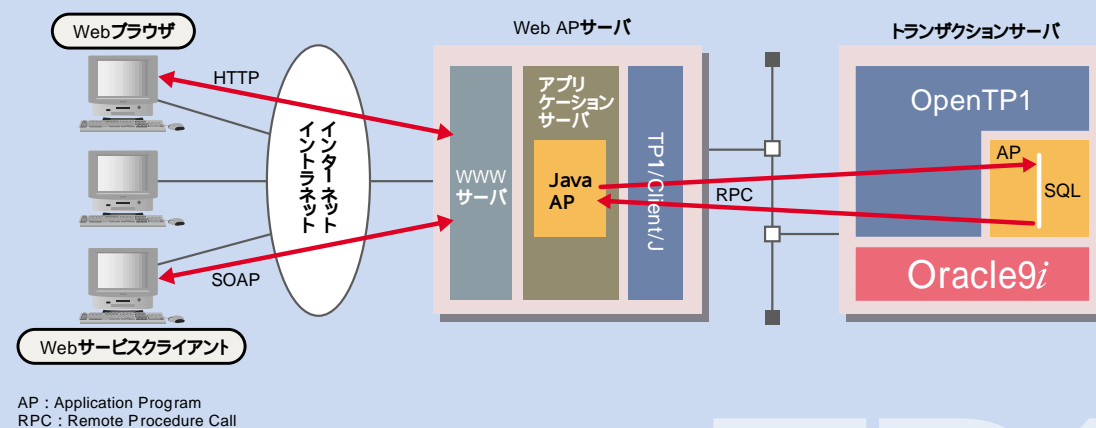 Webブラウザ
HTTP
SOAP
Webサービスクライアント
インターネット
イントラネット
Web APサーバ
WWW
サーバ
アプリ
ケーション
サーバ
Java
AP
TP1/Client/J
RPC
トランザクションサーバ
OpenTP1
AP
SQL
Oracle9i
AP : Application Program
RPC : Remote Procedure Call